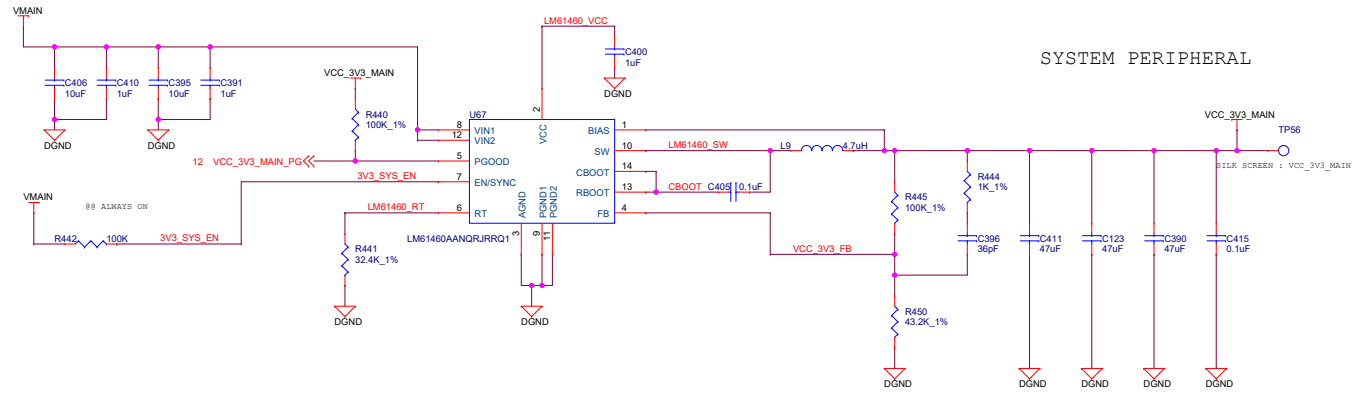 VMAIN
LM61460_VCC
C400
1uF
DGND
SYSTEM PERIPHERAL
C406
10uF
C410
1uF
C395
10uF
C391
1uF
DGND
DGND
VCC_3V3_MAIN
R440
100K_1%
U67
8
VIN1
12
VIN2
5
PGOOD
7
EN/SYNC
6
RT
2
VCC
BIAS
1
SW
10
CBOOT
14
RBOOT
13
FB
4
AGND
PGND1
PGND2
3
9
11
LM61460AANQRJRRQ1
12 VCC_3V3_MAIN_PG
3V3_SYS_EN
VMAIN
@@ ALWAYS ON
R442
100K
3V3_SYS_EN
LM61460_RT
R441
32.4K_1%
DGND
DGND
LM61460_SW
L9
4.7uH
CBOOT
C405
0.1uF
VCC_3V3_FB
R445
100K_1%
R444
1K_1%
C396
36pF
R450
43.2K_1%
DGND
C411
47uF
DGND
C123
47uF
DGND
C390
47uF
DGND
C415
0.1uF
DGND
VCC_3V3_MAIN
TP56
SILK SCREEN : VCC_3V3_MAIN